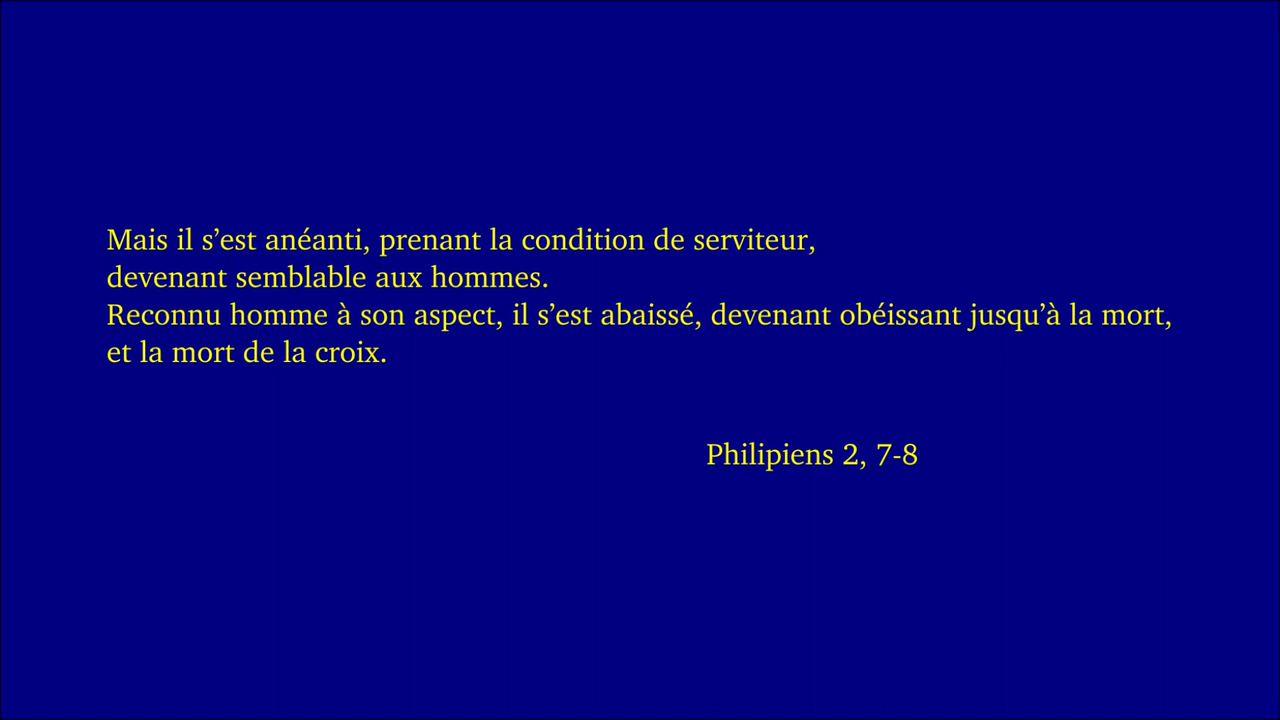 Mais il s’est anéanti, prenant la condition de serviteur,
devenant semblable aux hommes.
Reconnu homme à son aspect, il s’est abaissé, devenant obéissant jusqu’à la mort,
et la mort de la croix.
Philipiens 2, 7-8